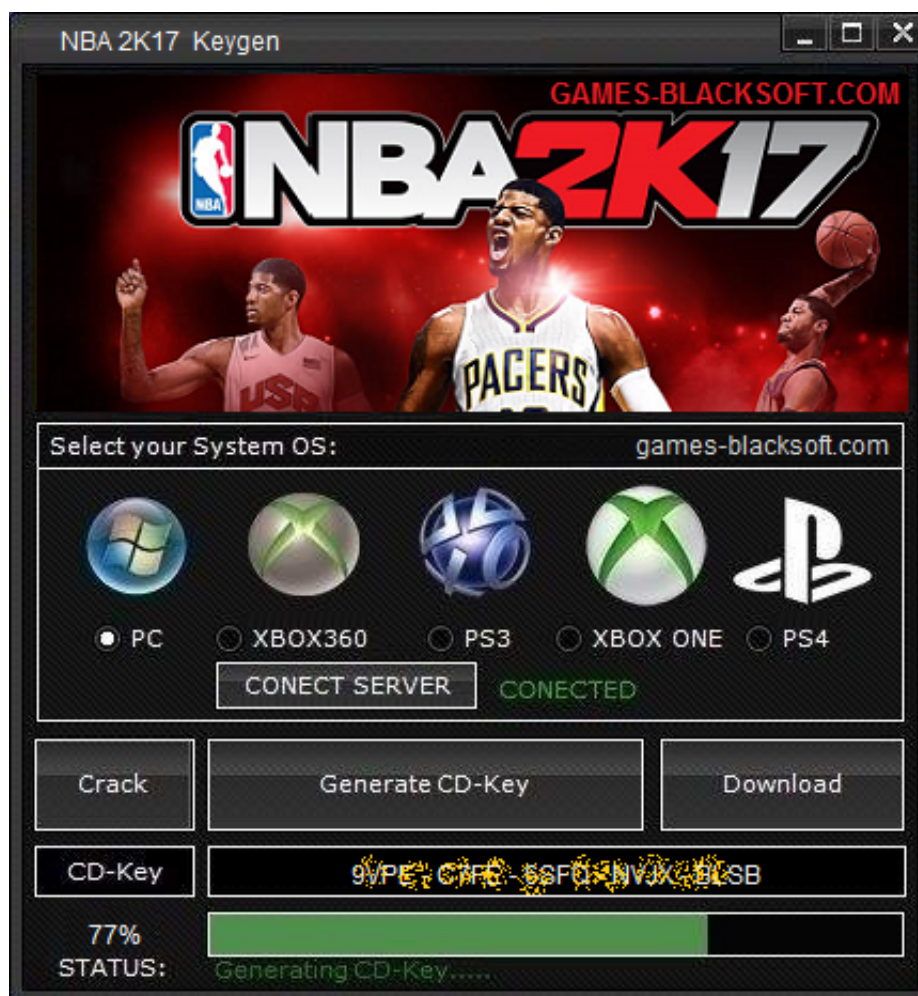 NBA 2K17 Keygen
GAMES-BLACKSOFT.COM
NBA 2K17
NBA
PACERS
Select your System OS:
games-blacksoft.com
PC
XBOX360
PS3
XBOX ONE
PS4
CONECT SERVER
CONECTED
Crack
Generate CD-Key
Download
CD-Key
77%
STATUS:
Generating CD-Key.....